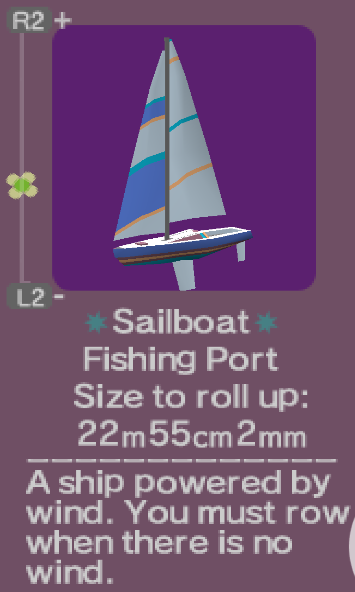 R2 +
L2 -
Sailboat
Fishing Port
Size to roll up:
22m55cm2mm
A ship powered by
wind. You must row
when there is no
wind.